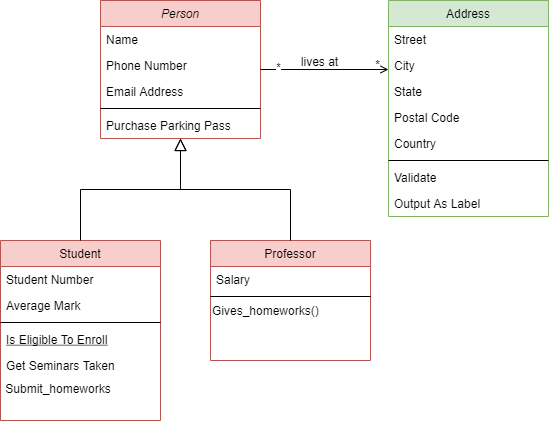 Person
Name
Phone Number
Email Address
Purchase Parking Pass
* lives at *
Address
Street
City
State
Postal Code
Country
Validate
Output As Label
Student
Student Number
Average Mark
Is Eligible To Enroll
Get Seminars Taken
Submit_homeworks
Professor
Salary
Gives_homeworks()